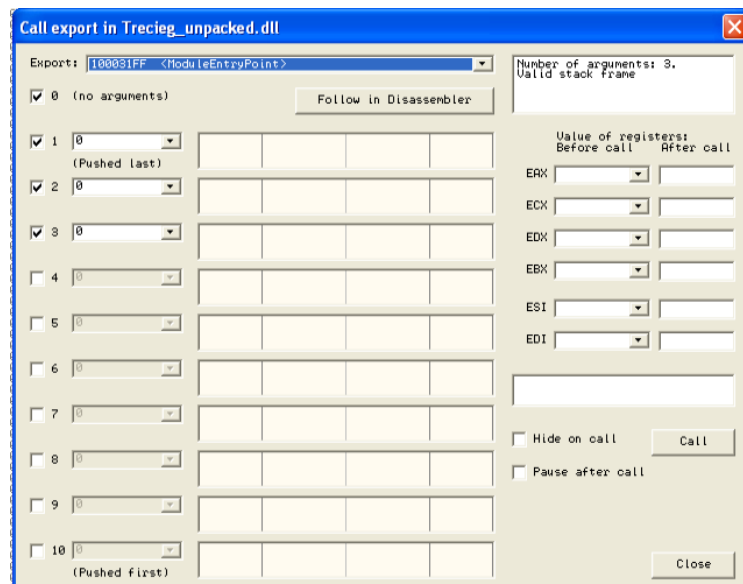 Call export in Trecieg_unpacked.dll
Export: 100031FF <ModuleEntryPoint>
Number of arguments: 3.
Valid stack frame
0 (no arguments)
Follow in Disassembler
1 0
(Pushed last)
2 0
3 0
4 0
5 0
6 0
7 0
8 0
9 0
10 0
(Pushed first)
Value of registers:
Before call After call
EAX
ECX
EDX
EBX
ESI
EDI
Hide on call
Call
Pause after call
Close